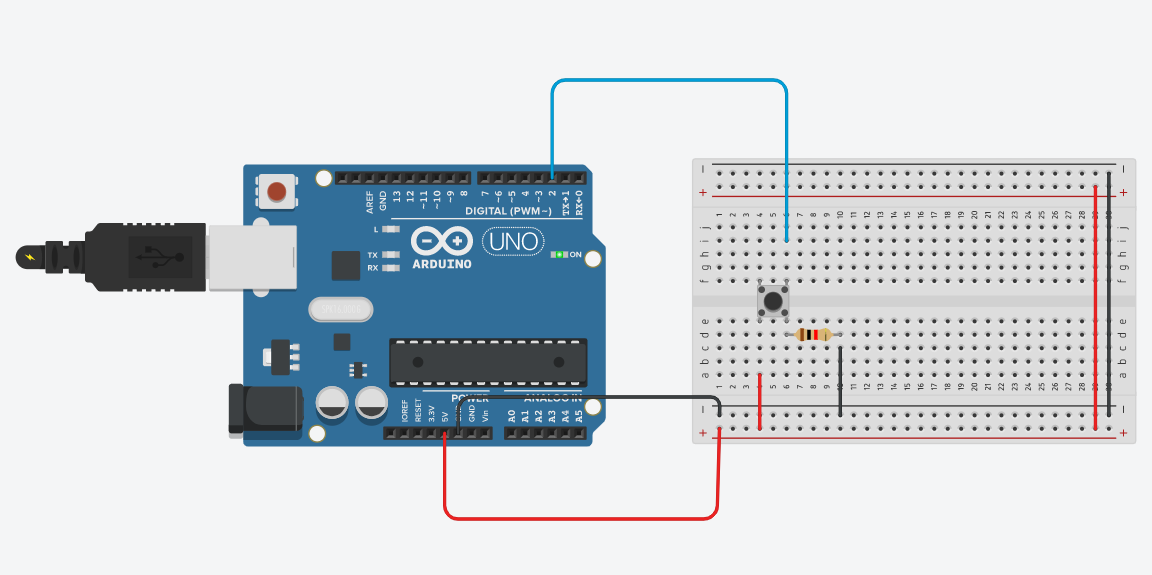 AREF
GND
13
12
~11
~10
~9
8
7
~6
~5
4
~3
2
TX→1
RX←0
DIGITAL (PWM~)
L
TX
RX
ARDUINO
UNO
ON
POWER
ANALOG IN
IOREF
RESET
3.3V
5V
GND
Vin
A0
A1
A2
A3
A4
A5
− −
+ +
1 2 3 4 5 6 7 8 9 10 11 12 13 14 15 16 17 18 19 20 21 22 23 24 25 26 27 28
j j
i i
h h
g g
f f
e e
d d
c c
b b
a a
1 2 3 4 5 6 7 8 9 10 11 12 13 14 15 16 17 18 19 20 21 22 23 24 25 26 27 28
− −
+ +